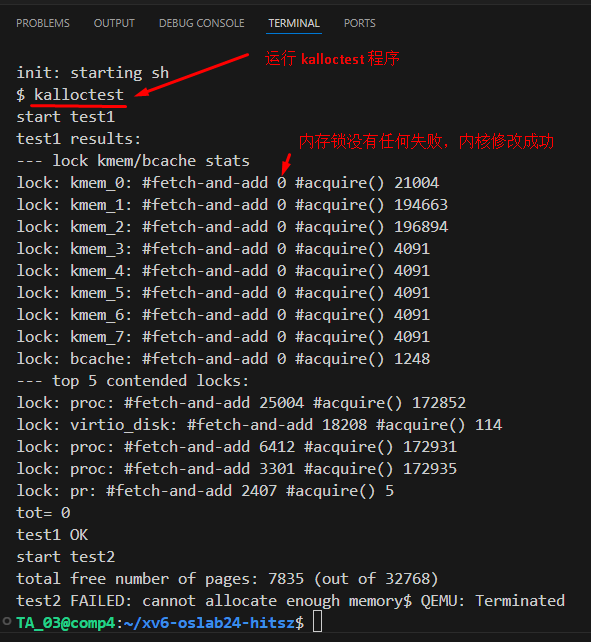 PROBLEMS OUTPUT DEBUG CONSOLE TERMINAL PORTS
运行 kalloctest 程序
init: starting sh
$ kalloctest
start test1
test1 results:
内存锁没有任何失败，内核修改成功
--- lock kmem/bcache stats
lock: kmem_0: #fetch-and-add 0 #acquire() 21004
lock: kmem_1: #fetch-and-add 0 #acquire() 194663
lock: kmem_2: #fetch-and-add 0 #acquire() 196894
lock: kmem_3: #fetch-and-add 0 #acquire() 4091
lock: kmem_4: #fetch-and-add 0 #acquire() 4091
lock: kmem_5: #fetch-and-add 0 #acquire() 4091
lock: kmem_6: #fetch-and-add 0 #acquire() 4091
lock: kmem_7: #fetch-and-add 0 #acquire() 4091
lock: bcache: #fetch-and-add 0 #acquire() 1248
--- top 5 contended locks:
lock: proc: #fetch-and-add 25004 #acquire() 172852
lock: virtio_disk: #fetch-and-add 18208 #acquire() 114
lock: proc: #fetch-and-add 6412 #acquire() 172931
lock: proc: #fetch-and-add 3301 #acquire() 172935
lock: pr: #fetch-and-add 2407 #acquire() 5
tot= 0
test1 OK
start test2
total free number of pages: 7835 (out of 32768)
test2 FAILED: cannot allocate enough memory$ QEMU: Terminated
TA_03@comp4:~/xv6-oslab24-hitsz$